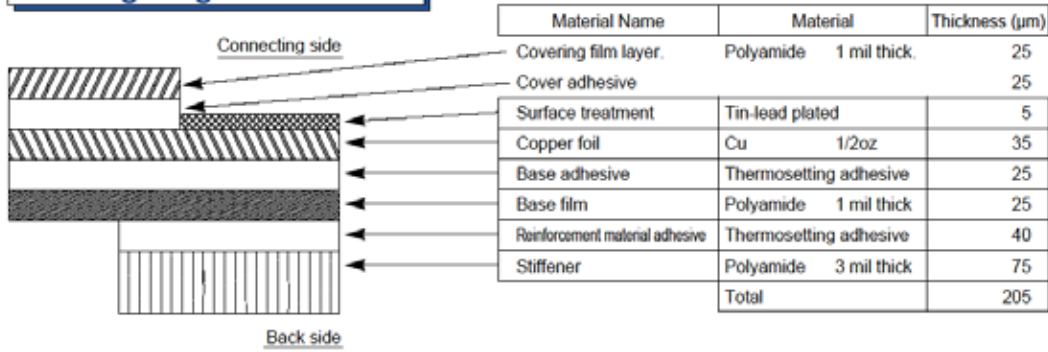 Connecting side
Material Name Material Thickness (µm)
Covering film layer. Polyamide 1 mil thick. 25
Cover adhesive 25
Surface treatment Tin-lead plated 5
Copper foil Cu 1/2oz 35
Base adhesive Thermosetting adhesive 25
Base film Polyamide 1 mil thick 25
Reinforcement material adhesive Thermosetting adhesive 40
Stiffener Polyamide 3 mil thick 75
Total 205
Back side